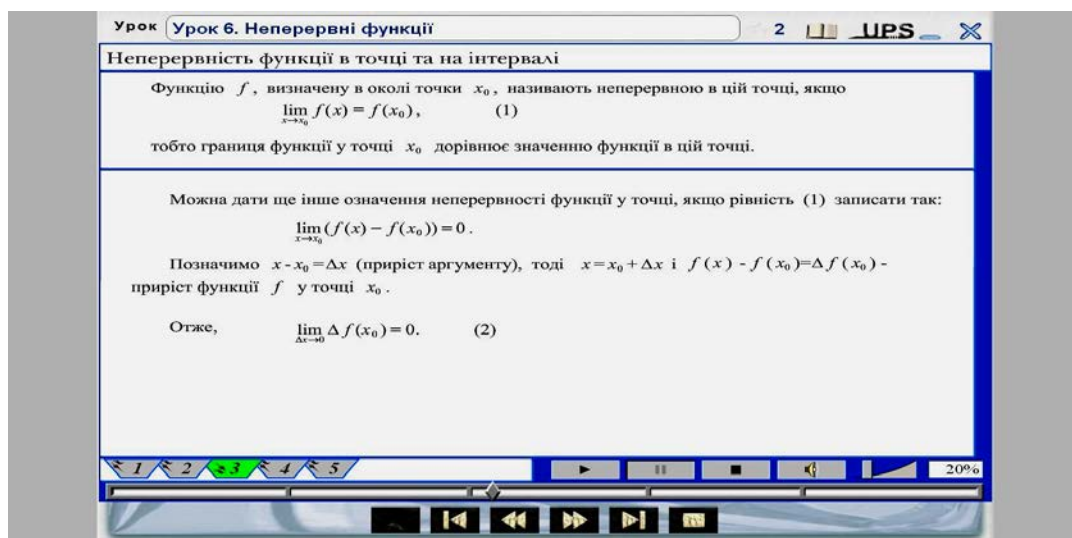 Урок Урок 6. Неперервні функції 2 UPS
Неперервність функції в точці та на інтервалі
Функцію f , визначену в околі точки x₀ , називають неперервною в цій точці, якщо
lim f(x) = f(x₀) , (1)
x→x₀
тобто границя функції у точці x₀ дорівнює значенню функції в цій точці.
Можна дати ще інше означення неперервності функції у точці, якщо рівність (1) записати так:
lim (f(x) − f(x₀)) = 0 .
x→x₀
Позначимо x - x₀ = Δx (приріст аргументу), тоді x = x₀ + Δx і f(x) - f(x₀)=Δ f(x₀) -
приріст функції f у точці x₀ .
Отже, lim Δ f(x₀) = 0. (2)
Δx→0
1 2 3 4 5 20%